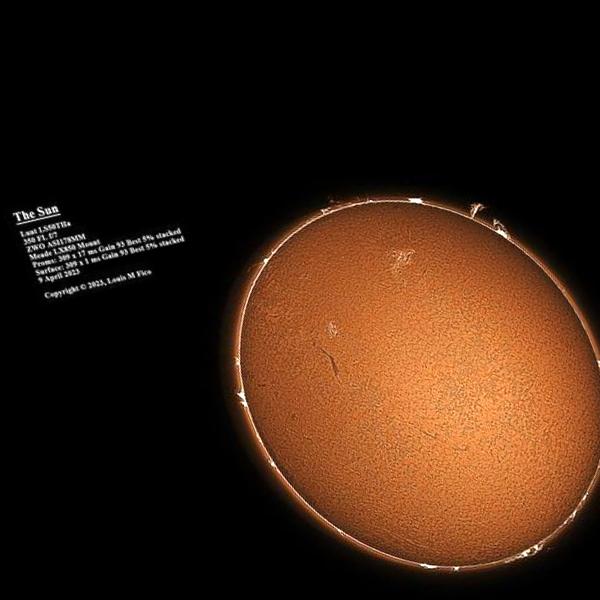 The Sun
Lunt LS50THa
350 FL f/7
ZWO ASI178MM
Meade LX850 Mount
Proms: 309 x 17 ms Gain 93 Best 5% stacked
Surface: 309 x 1 ms Gain 93 Best 5% stacked
9 April 2023
Copyright © 2023, Louis M Fico